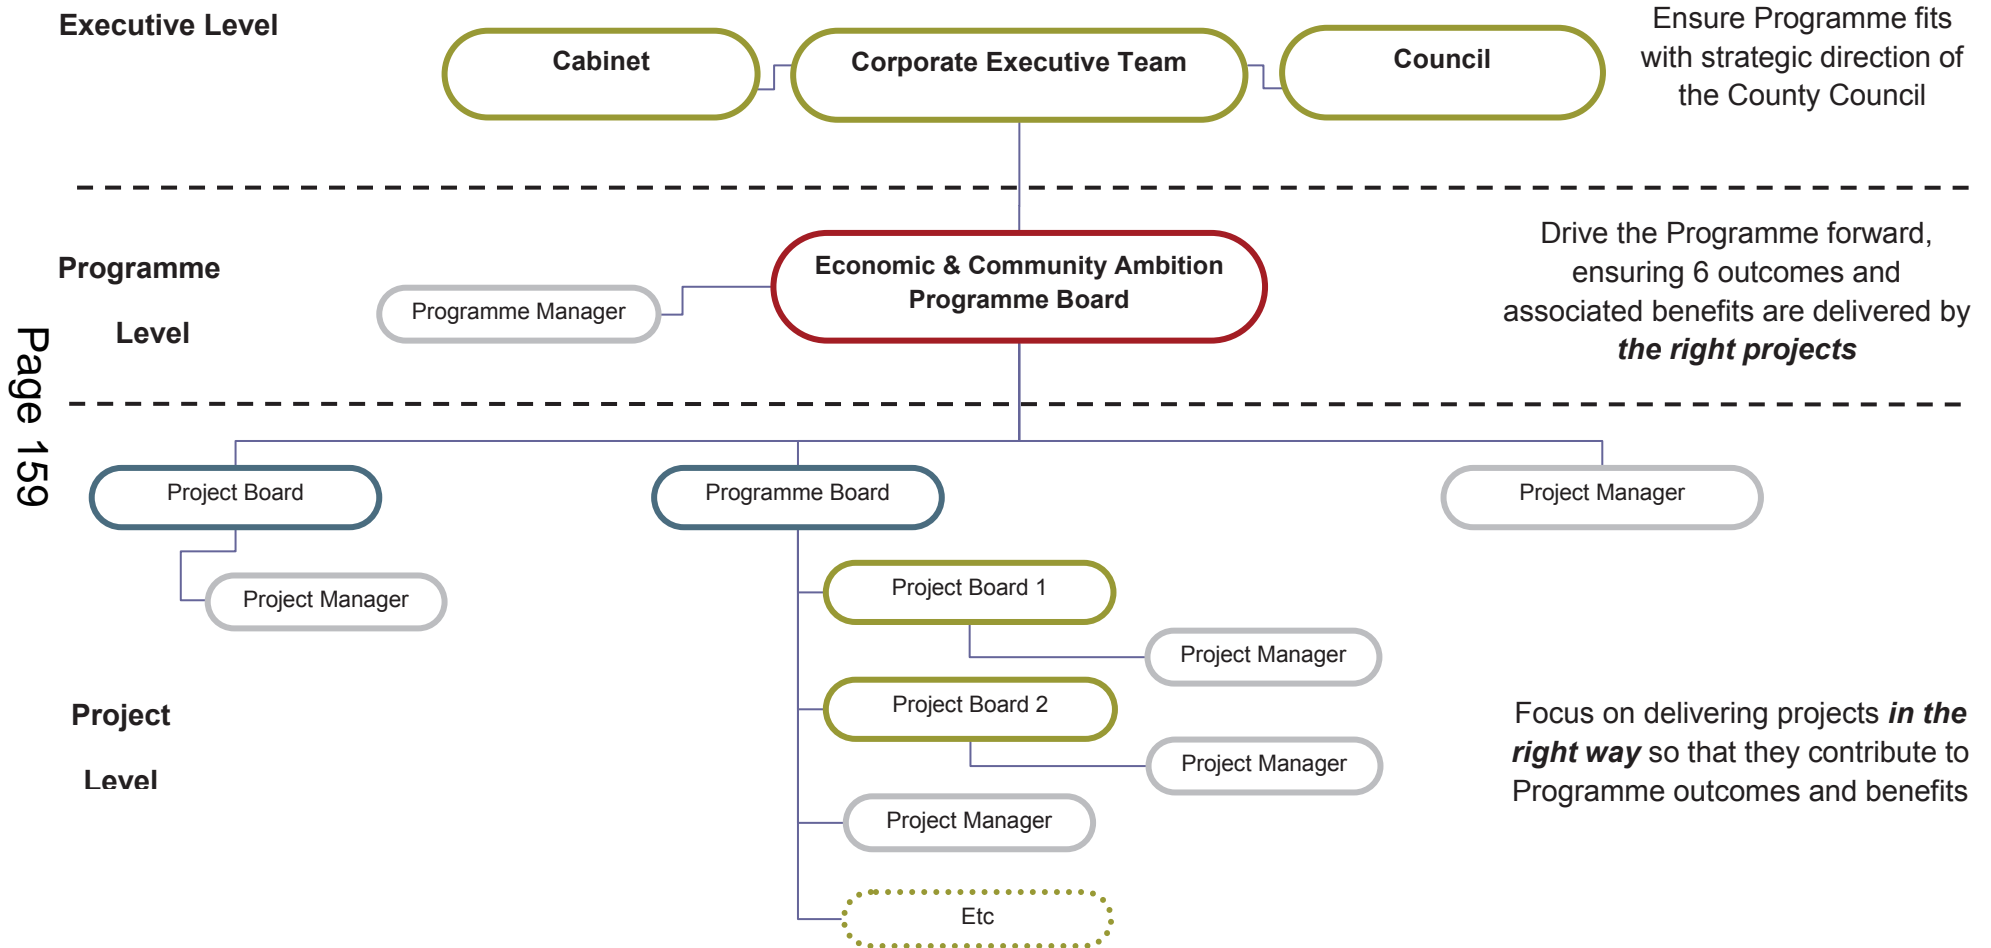 Executive Level
Cabinet
Corporate Executive Team
Council
Ensure Programme fits
with strategic direction of
the County Council
Programme
Level
Programme Manager
Economic & Community Ambition
Programme Board
Drive the Programme forward,
ensuring 6 outcomes and
associated benefits are delivered by
the right projects
Page 159
Project Board
Programme Board
Project Manager
Project Manager
Project Board 1
Project Manager
Project Board 2
Project Manager
Project Manager
Etc
Project
Level
Focus on delivering projects in the
right way so that they contribute to
Programme outcomes and benefits